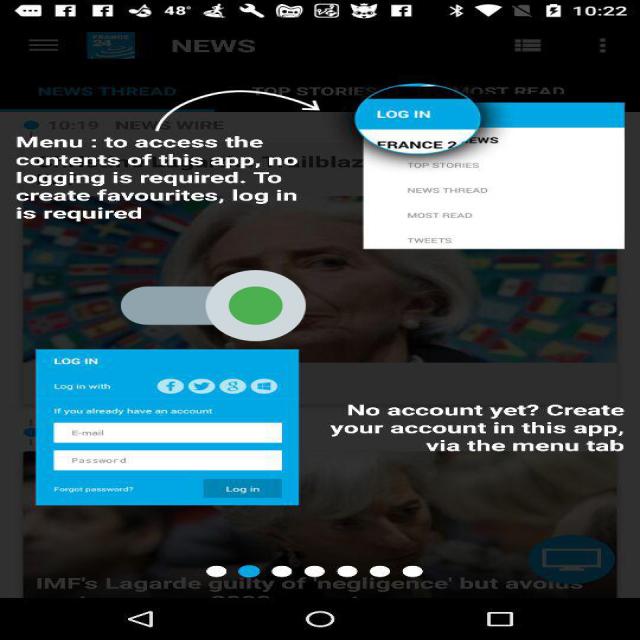 48° 10:22
FRANCE 24 NEWS
NEWS THREAD TOP STORIES MOST READ
10:19 NEWS WIRE
LOG IN
FRANCE 2 NEWS
TOP STORIES
NEWS THREAD
MOST READ
TWEETS
Menu : to access the
contents of this app, no
logging is required. To
create favourites, log in
is required
LOG IN
Log in with
If you already have an account
E-mail
Password
Forgot password? Log in
No account yet? Create
your account in this app,
via the menu tab
IMF's Lagarde guilty of 'negligence' but avoids